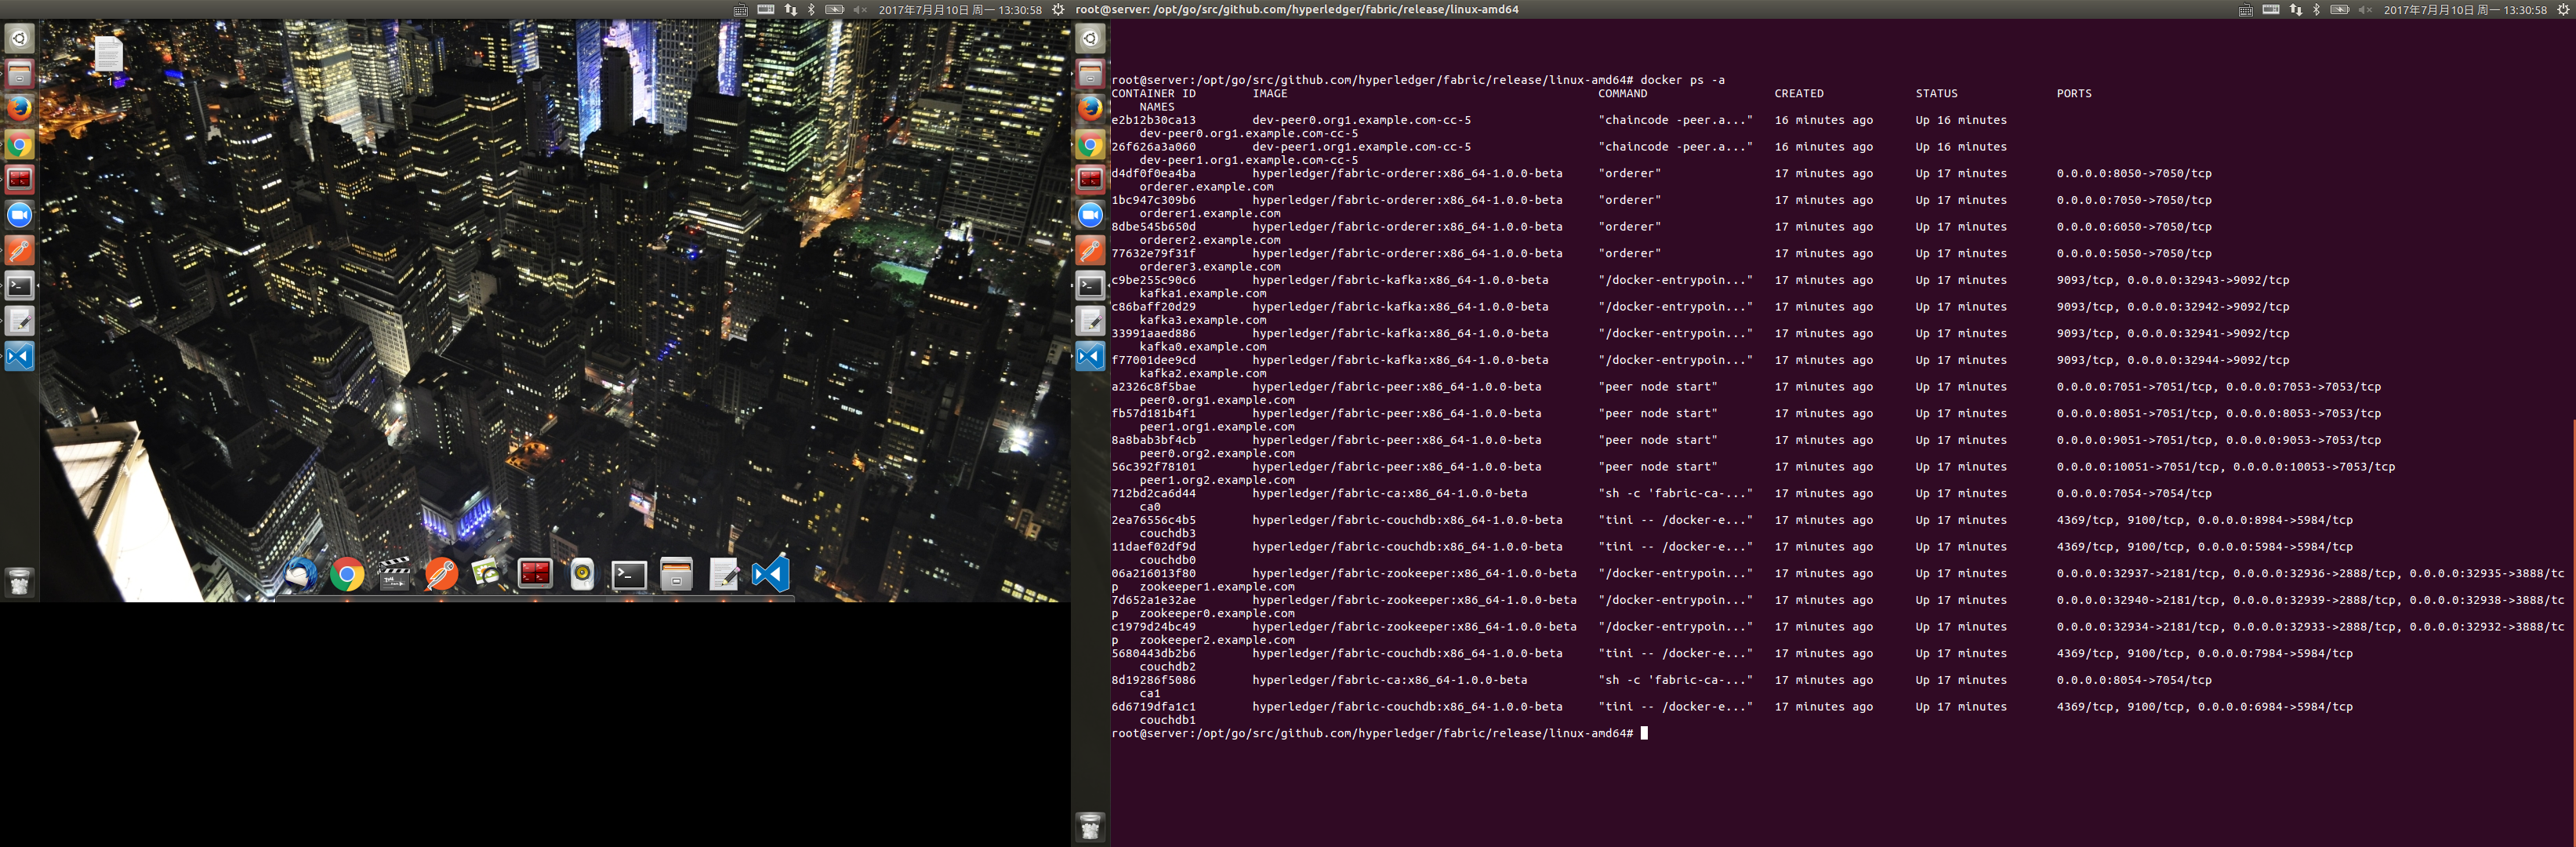 2017年7月月10日 周一 13:30:58
root@server: /opt/go/src/github.com/hyperledger/fabric/release/linux-amd64
2017年7月月10日 周一 13:30:58
1
root@server:/opt/go/src/github.com/hyperledger/fabric/release/linux-amd64# docker ps -a
CONTAINER ID        IMAGE                                            COMMAND                  CREATED             STATUS              PORTS
    NAMES
e2b12b30ca13        dev-peer0.org1.example.com-cc-5                  "chaincode -peer.a..."   16 minutes ago      Up 16 minutes
    dev-peer0.org1.example.com-cc-5
26f626a3a060        dev-peer1.org1.example.com-cc-5                  "chaincode -peer.a..."   16 minutes ago      Up 16 minutes
    dev-peer1.org1.example.com-cc-5
d4df0f0ea4ba        hyperledger/fabric-orderer:x86_64-1.0.0-beta     "orderer"                17 minutes ago      Up 17 minutes       0.0.0.0:8050->7050/tcp
    orderer.example.com
1bc947c309b6        hyperledger/fabric-orderer:x86_64-1.0.0-beta     "orderer"                17 minutes ago      Up 17 minutes       0.0.0.0:7050->7050/tcp
    orderer1.example.com
8dbe545b650d        hyperledger/fabric-orderer:x86_64-1.0.0-beta     "orderer"                17 minutes ago      Up 17 minutes       0.0.0.0:6050->7050/tcp
    orderer2.example.com
77632e79f31f        hyperledger/fabric-orderer:x86_64-1.0.0-beta     "orderer"                17 minutes ago      Up 17 minutes       0.0.0.0:5050->7050/tcp
    orderer3.example.com
c9be255c90c6        hyperledger/fabric-kafka:x86_64-1.0.0-beta       "/docker-entrypoin..."   17 minutes ago      Up 17 minutes       9093/tcp, 0.0.0.0:32943->9092/tcp
    kafka1.example.com
c86baff20d29        hyperledger/fabric-kafka:x86_64-1.0.0-beta       "/docker-entrypoin..."   17 minutes ago      Up 17 minutes       9093/tcp, 0.0.0.0:32942->9092/tcp
    kafka3.example.com
33991aaed886        hyperledger/fabric-kafka:x86_64-1.0.0-beta       "/docker-entrypoin..."   17 minutes ago      Up 17 minutes       9093/tcp, 0.0.0.0:32941->9092/tcp
    kafka0.example.com
f77001dee9cd        hyperledger/fabric-kafka:x86_64-1.0.0-beta       "/docker-entrypoin..."   17 minutes ago      Up 17 minutes       9093/tcp, 0.0.0.0:32944->9092/tcp
    kafka2.example.com
a2326c8f5bae        hyperledger/fabric-peer:x86_64-1.0.0-beta        "peer node start"        17 minutes ago      Up 17 minutes       0.0.0.0:7051->7051/tcp, 0.0.0.0:7053->7053/tcp
    peer0.org1.example.com
fb57d181b4f1        hyperledger/fabric-peer:x86_64-1.0.0-beta        "peer node start"        17 minutes ago      Up 17 minutes       0.0.0.0:8051->7051/tcp, 0.0.0.0:8053->7053/tcp
    peer1.org1.example.com
8a8bab3bf4cb        hyperledger/fabric-peer:x86_64-1.0.0-beta        "peer node start"        17 minutes ago      Up 17 minutes       0.0.0.0:9051->7051/tcp, 0.0.0.0:9053->7053/tcp
    peer0.org2.example.com
56c392f78101        hyperledger/fabric-peer:x86_64-1.0.0-beta        "peer node start"        17 minutes ago      Up 17 minutes       0.0.0.0:10051->7051/tcp, 0.0.0.0:10053->7053/tcp
    peer1.org2.example.com
712bd2ca6d44        hyperledger/fabric-ca:x86_64-1.0.0-beta          "sh -c 'fabric-ca-..."   17 minutes ago      Up 17 minutes       0.0.0.0:7054->7054/tcp
    ca0
2ea76556c4b5        hyperledger/fabric-couchdb:x86_64-1.0.0-beta     "tini -- /docker-e..."   17 minutes ago      Up 17 minutes       4369/tcp, 9100/tcp, 0.0.0.0:8984->5984/tcp
    couchdb3
11daef02df9d        hyperledger/fabric-couchdb:x86_64-1.0.0-beta     "tini -- /docker-e..."   17 minutes ago      Up 17 minutes       4369/tcp, 9100/tcp, 0.0.0.0:5984->5984/tcp
    couchdb0
06a216013f80        hyperledger/fabric-zookeeper:x86_64-1.0.0-beta   "/docker-entrypoin..."   17 minutes ago      Up 17 minutes       0.0.0.0:32937->2181/tcp, 0.0.0.0:32936->2888/tcp, 0.0.0.0:32935->3888/tc
p   zookeeper1.example.com
7d652a1e32ae        hyperledger/fabric-zookeeper:x86_64-1.0.0-beta   "/docker-entrypoin..."   17 minutes ago      Up 17 minutes       0.0.0.0:32940->2181/tcp, 0.0.0.0:32939->2888/tcp, 0.0.0.0:32938->3888/tc
p   zookeeper0.example.com
c1979d24bc49        hyperledger/fabric-zookeeper:x86_64-1.0.0-beta   "/docker-entrypoin..."   17 minutes ago      Up 17 minutes       0.0.0.0:32934->2181/tcp, 0.0.0.0:32933->2888/tcp, 0.0.0.0:32932->3888/tc
p   zookeeper2.example.com
5680443db2b6        hyperledger/fabric-couchdb:x86_64-1.0.0-beta     "tini -- /docker-e..."   17 minutes ago      Up 17 minutes       4369/tcp, 9100/tcp, 0.0.0.0:7984->5984/tcp
    couchdb2
8d19286f5086        hyperledger/fabric-ca:x86_64-1.0.0-beta          "sh -c 'fabric-ca-..."   17 minutes ago      Up 17 minutes       0.0.0.0:8054->7054/tcp
    ca1
6d6719dfa1c1        hyperledger/fabric-couchdb:x86_64-1.0.0-beta     "tini -- /docker-e..."   17 minutes ago      Up 17 minutes       4369/tcp, 9100/tcp, 0.0.0.0:6984->5984/tcp
    couchdb1
root@server:/opt/go/src/github.com/hyperledger/fabric/release/linux-amd64#